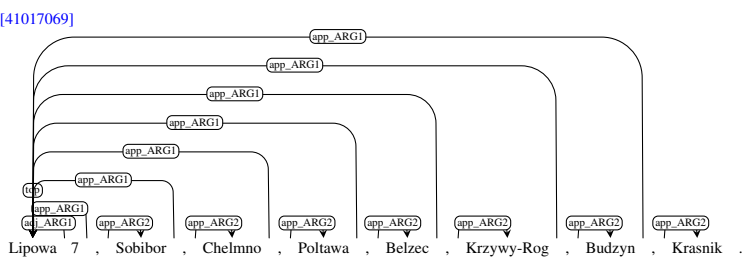 [41017069]
app_ARG1
app_ARG1
app_ARG1
app_ARG1
app_ARG1
app_ARG1
top
app_ARG1
adj_ARG1 app_ARG2 app_ARG2 app_ARG2 app_ARG2 app_ARG2 app_ARG2 app_ARG2
Lipowa 7 , Sobibor , Chelmno , Poltawa , Belzec , Krzywy-Rog , Budzyn , Krasnik .